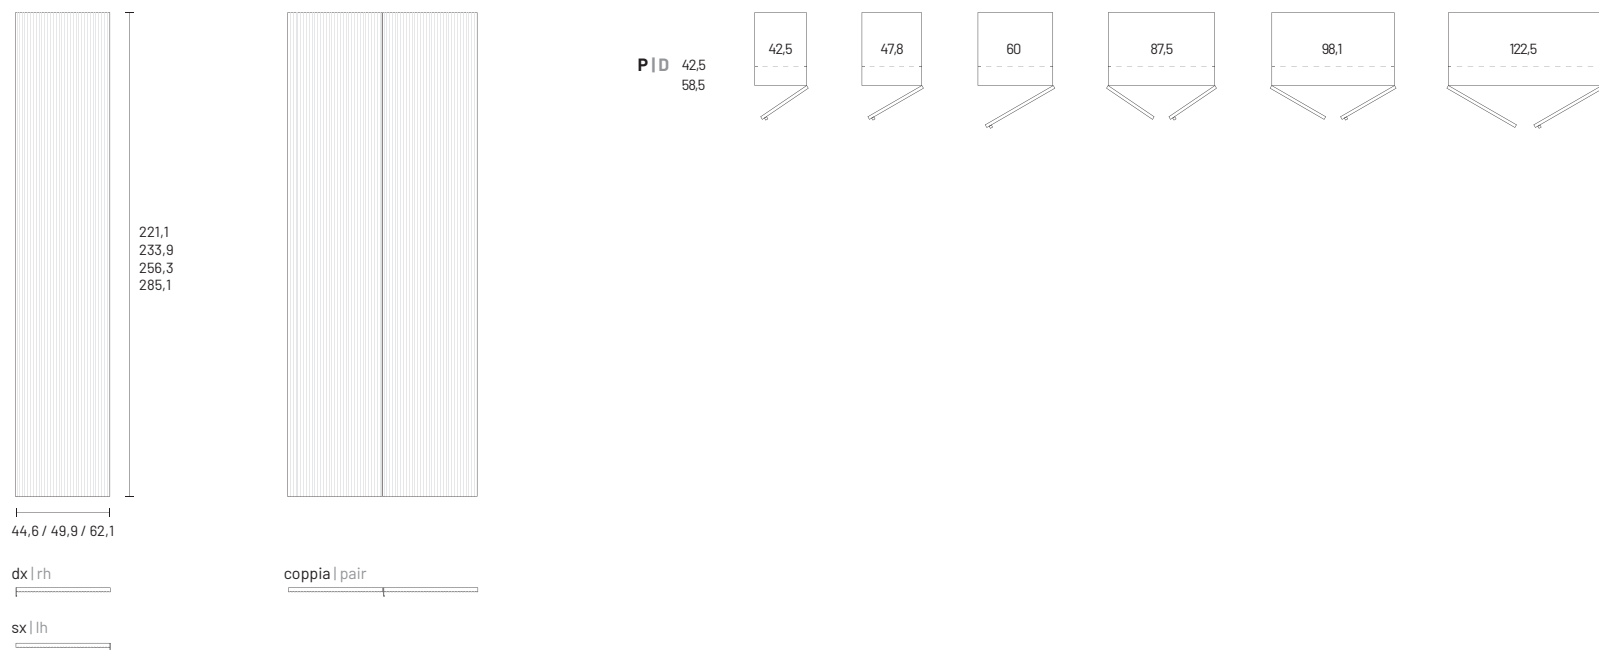 42,5
47,8
60
87,5
98,1
122,5
P|D 42,5
58,5
221,1
233,9
256,3
285,1
44,6 / 49,9 / 62,1
dx|rh
coppia|pair
sx|lh